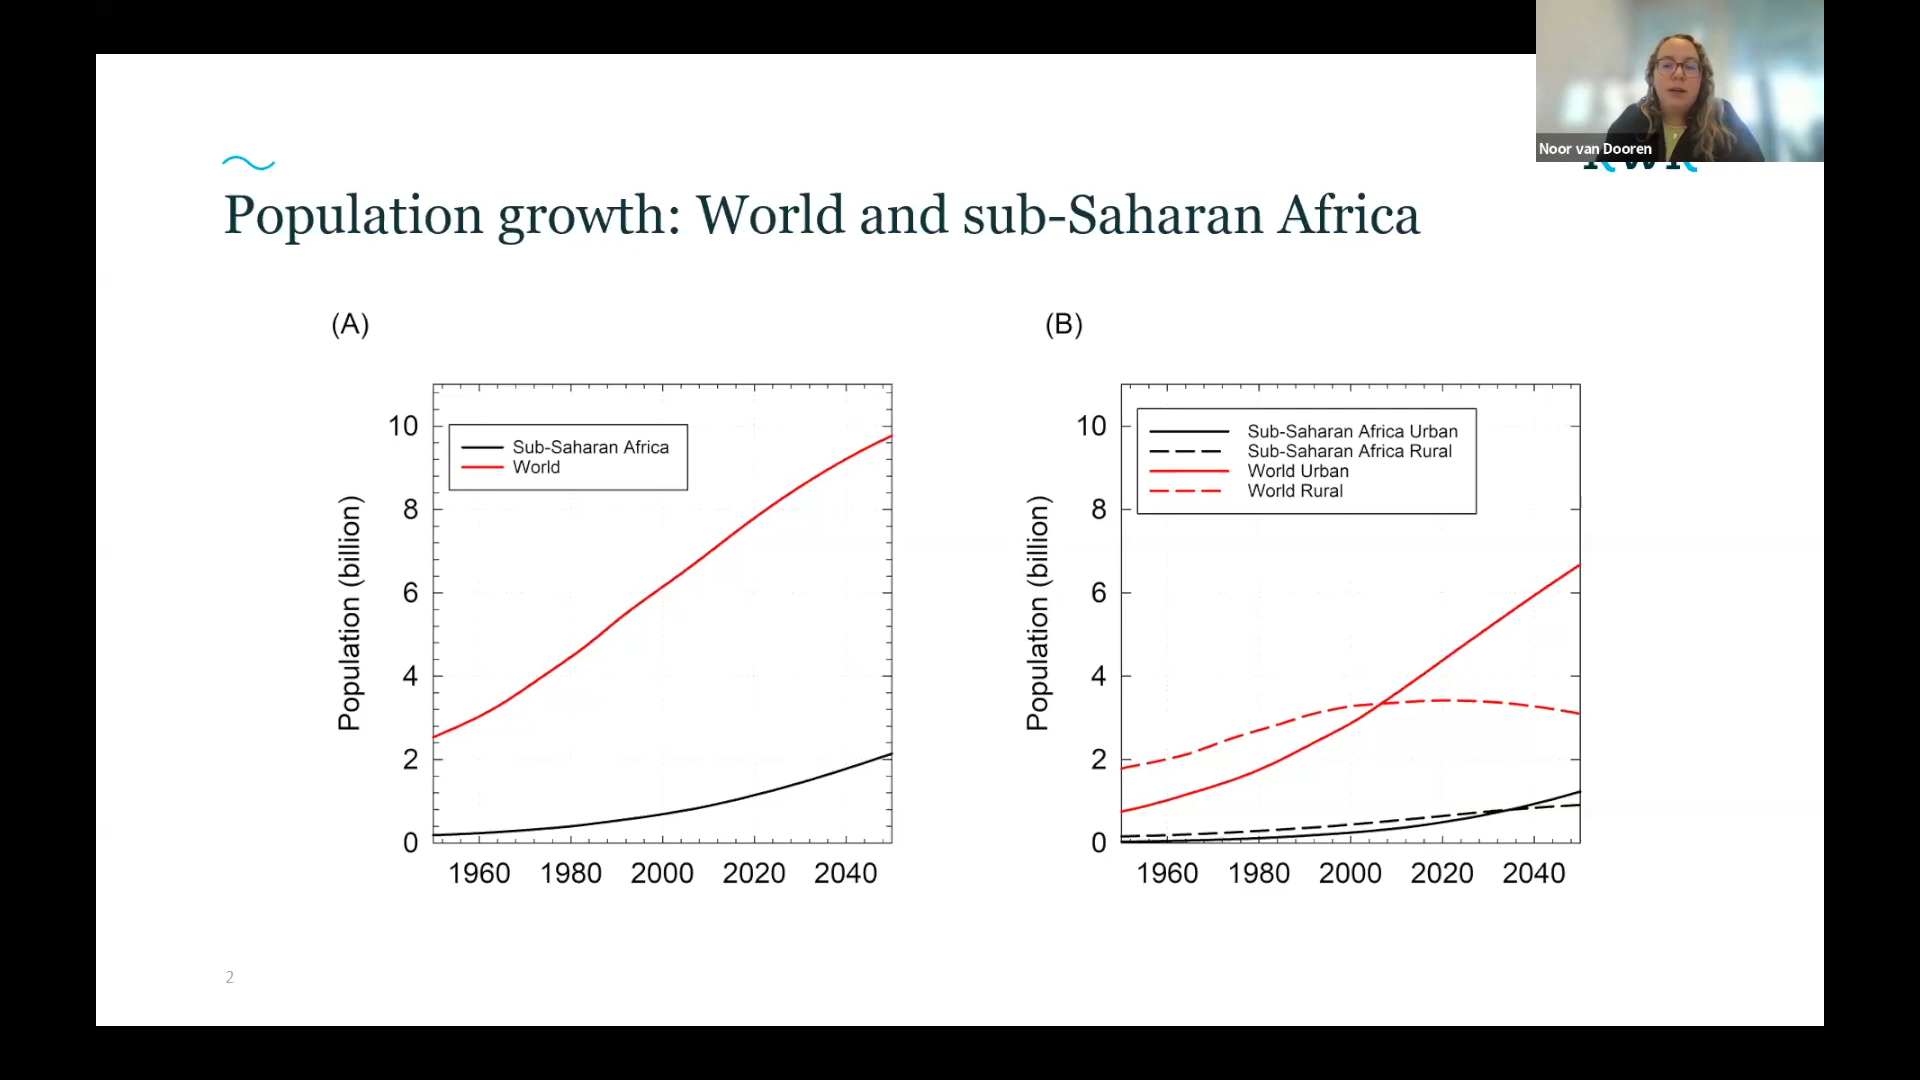 Noor van Dooren
Population growth: World and sub-Saharan Africa
(A)
Population (billion)
10
8
6
4
2
0
Sub-Saharan Africa
World
1960 1980 2000 2020 2040
(B)
Population (billion)
10
8
6
4
2
0
Sub-Saharan Africa Urban
Sub-Saharan Africa Rural
World Urban
World Rural
1960 1980 2000 2020 2040
2